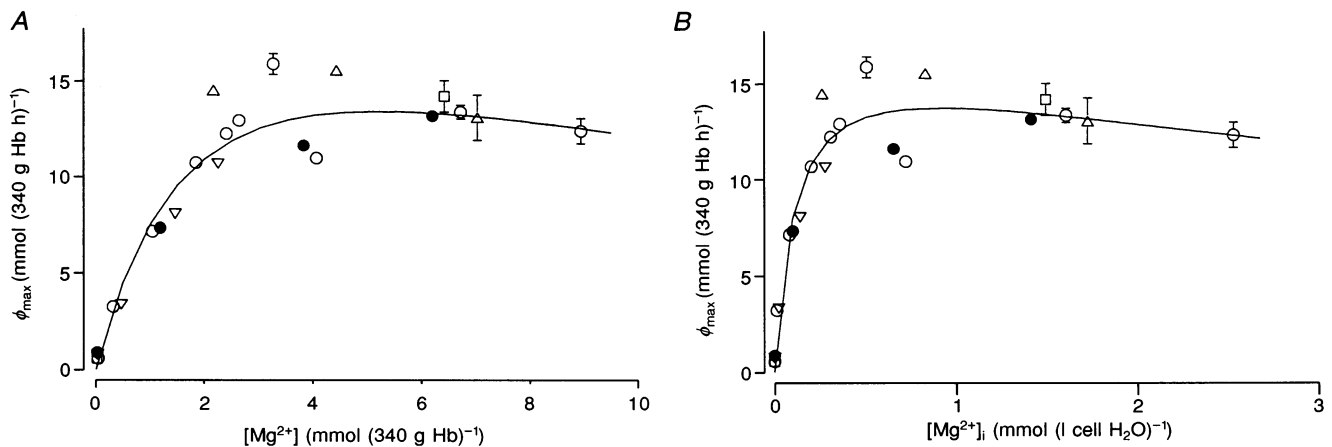 A
15
10
5
0
ϕmax (mmol (340 g Hb h)⁻¹)
0 2 4 6 8 10
[Mg²⁺] (mmol (340 g Hb)⁻¹)
B
15
10
5
0
ϕmax (mmol (340 g Hb h)⁻¹)
0 1 2 3
[Mg²⁺]i (mmol (l cell H₂O)⁻¹)